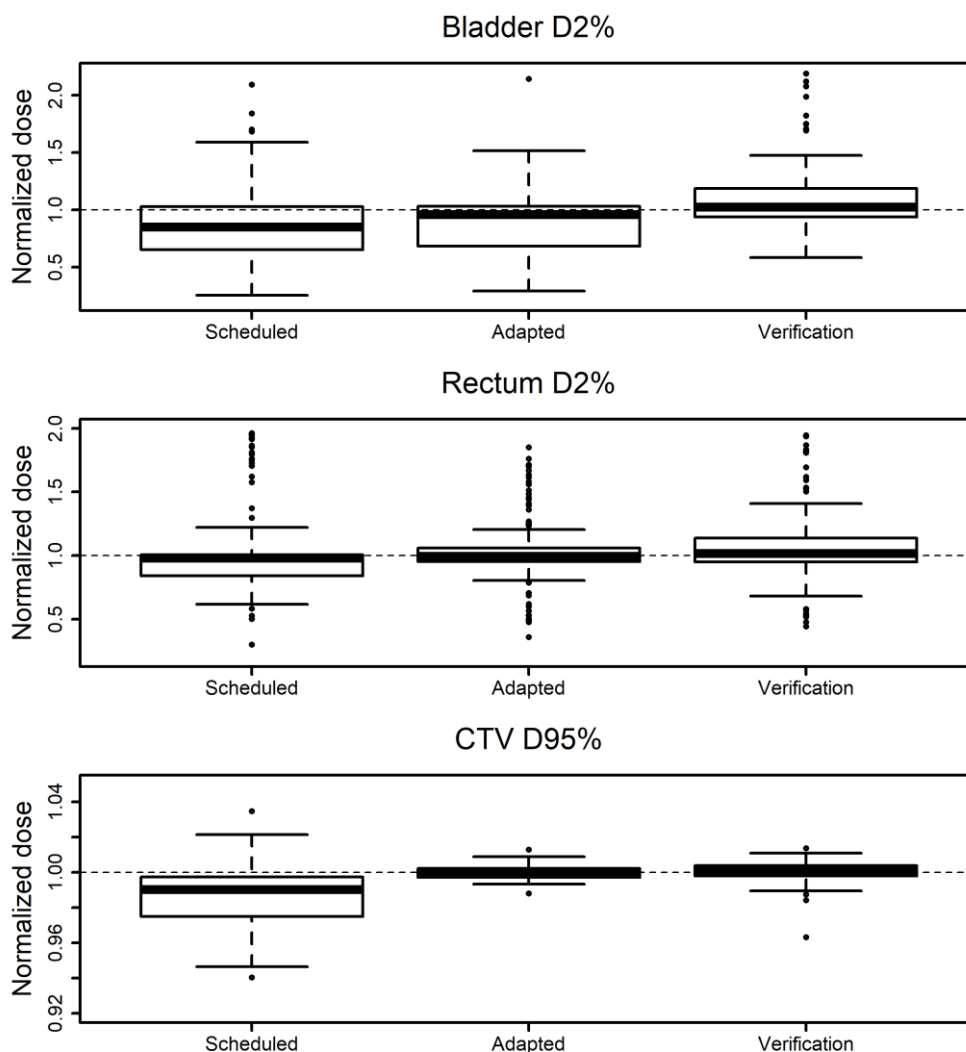 Bladder D2%
Normalized dose
2.0
1.5
1.0
0.5
Scheduled Adapted Verification
Rectum D2%
Normalized dose
2.0
1.5
1.0
0.5
Scheduled Adapted Verification
CTV D95%
Normalized dose
1.04
1.00
0.96
0.92
Scheduled Adapted Verification